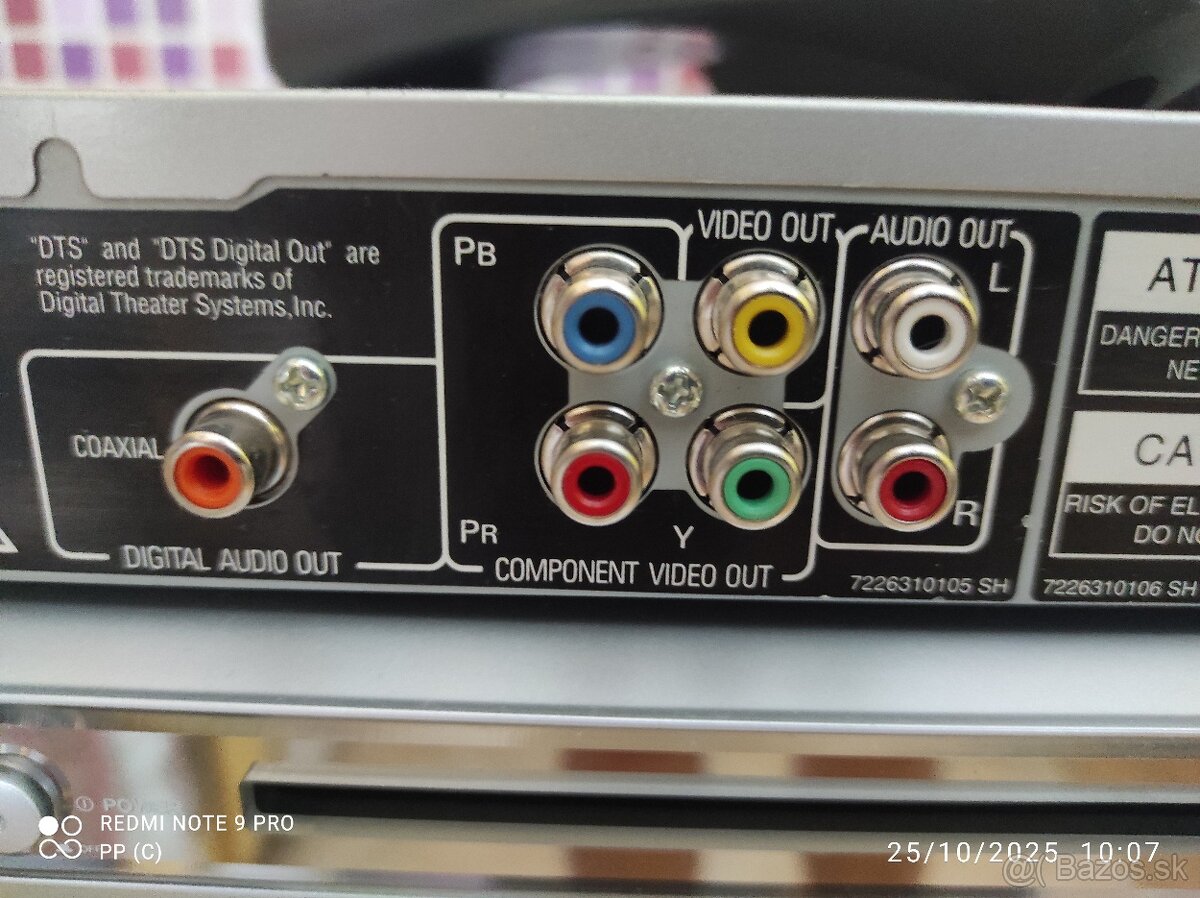 "DTS" and "DTS Digital Out" are
registered trademarks of
Digital Theater Systems,Inc.
COAXIAL
DIGITAL AUDIO OUT
PB
VIDEO OUT
PR
Y
COMPONENT VIDEO OUT
AUDIO OUT
L
R
7226310105 SH
AT
DANGER
NE
CA
RISK OF EL
DO NO
7226310106 SH
REDMI NOTE 9 PRO
PP (C)
25/10/2025 10:07
Bazos.sk